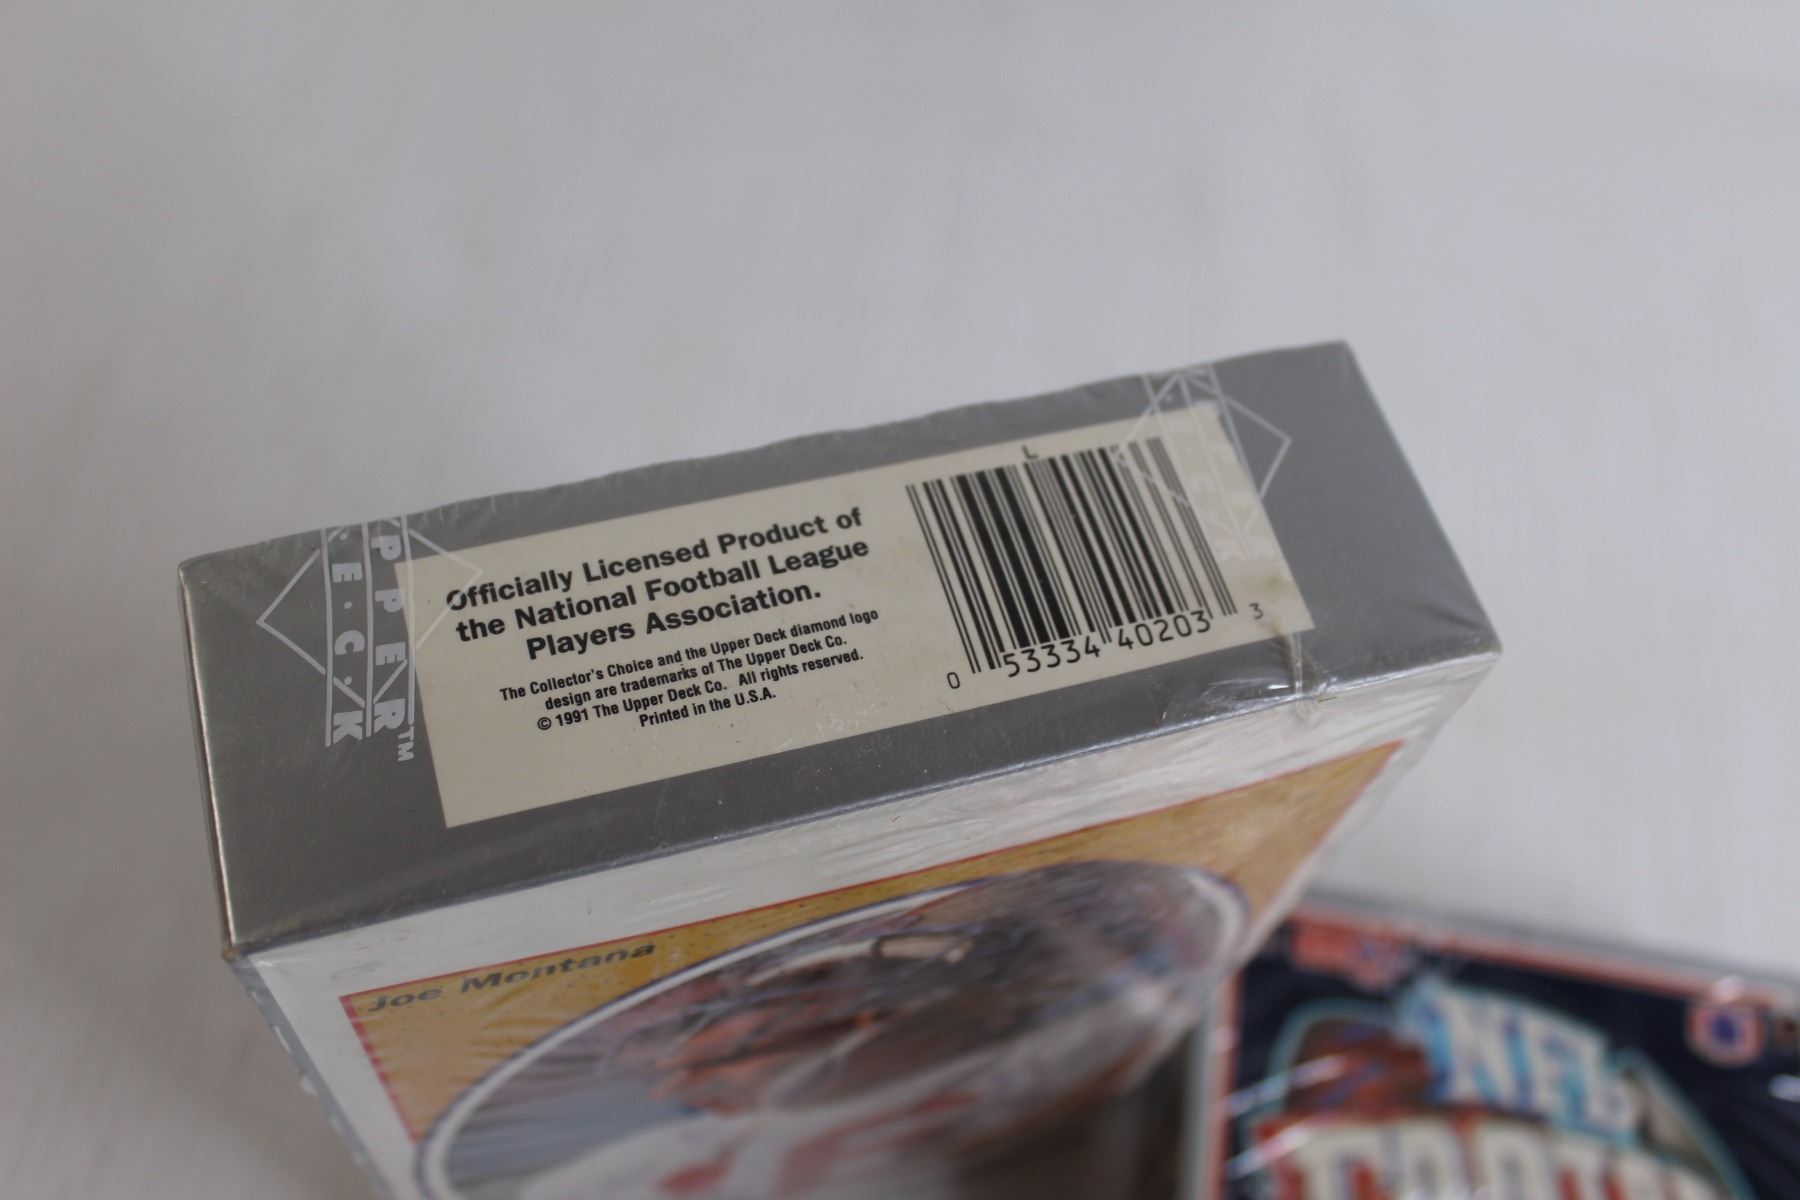 PPER™
E.C.K
Officially Licensed Product of
the National Football League
Players Association.
The Collector's Choice and the Upper Deck diamond logo
design are trademarks of The Upper Deck Co.
© 1991 The Upper Deck Co. All rights reserved.
Printed in the U.S.A.
L
0 53334 40203 3
Joe Montana
NFL